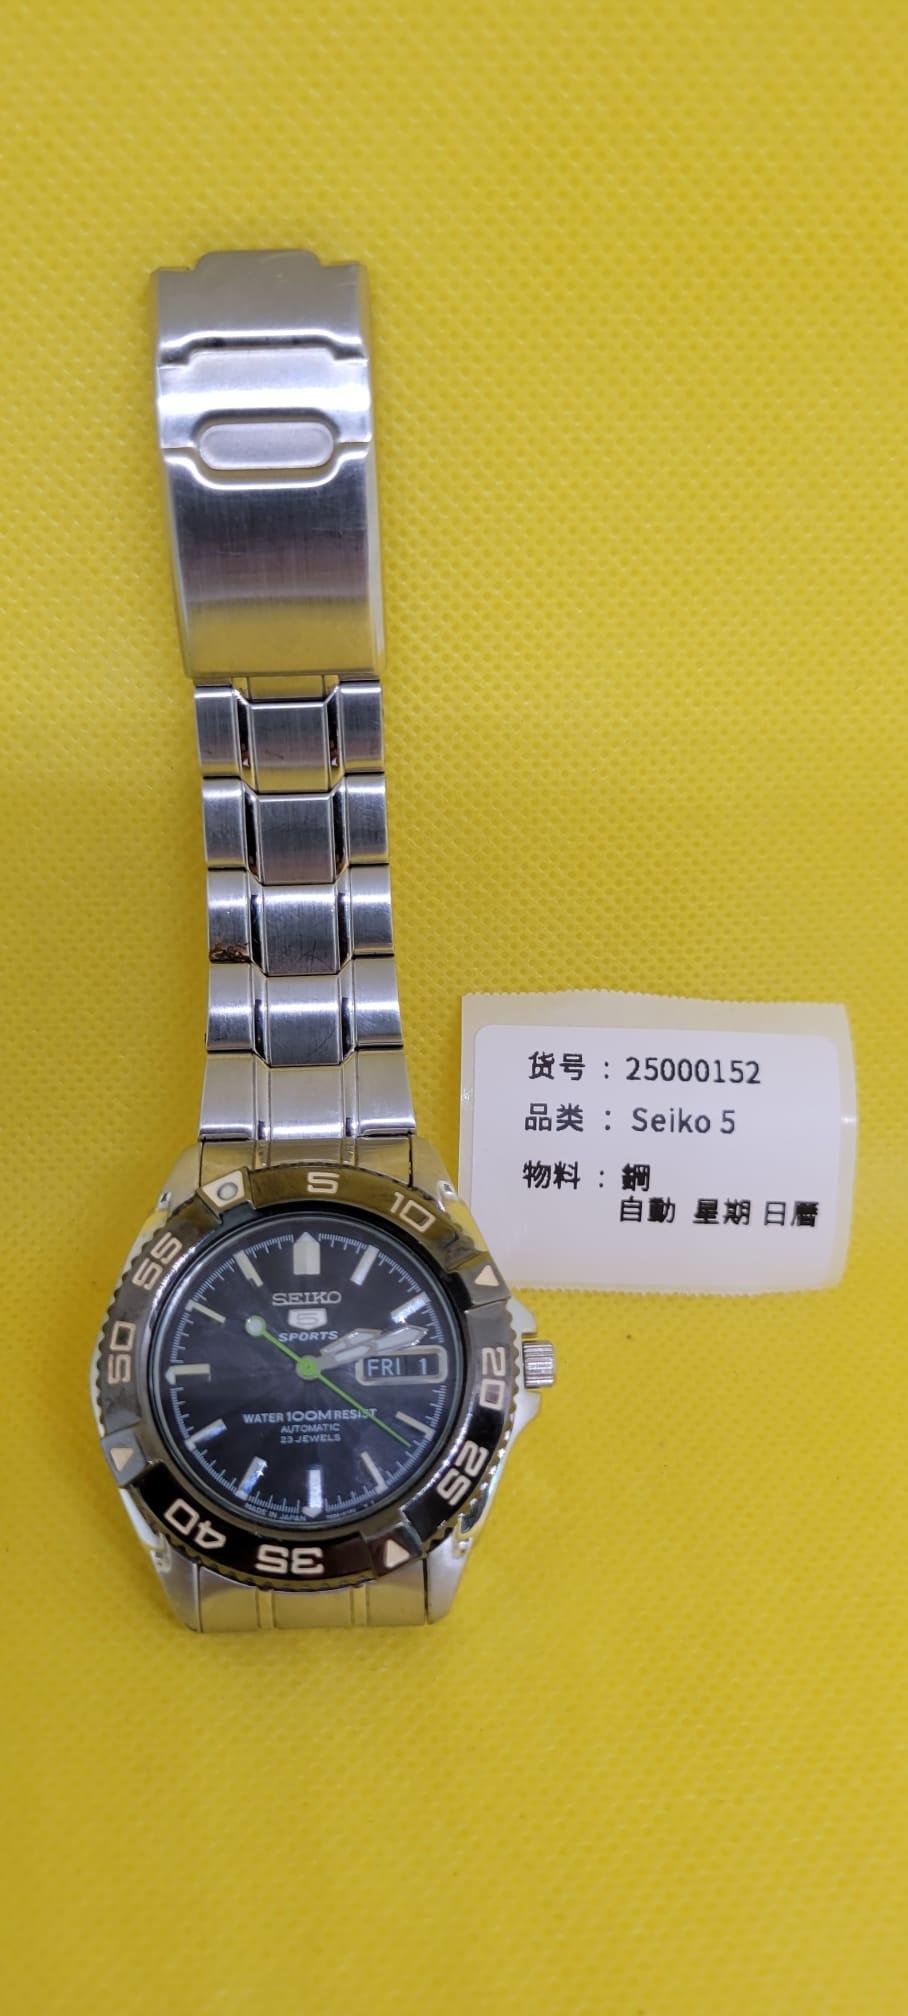 货号：25000152
品类：Seiko 5
物料：鋼
自動 星期 日曆
5
10
20
25
35
40
50
55
SEIKO
5
SPORTS
FRI 1
WATER 100M RESIST
AUTOMATIC
23 JEWELS
MADE IN JAPAN